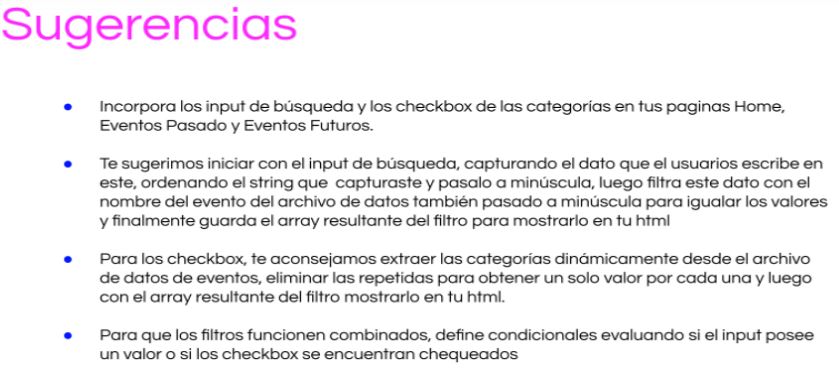 Sugerencias
● Incorpora los input de búsqueda y los checkbox de las categorías en tus paginas Home,
Eventos Pasado y Eventos Futuros.
● Te sugerimos iniciar con el input de búsqueda, capturando el dato que el usuarios escribe en
este, ordenando el string que capturaste y pasalo a minúscula, luego filtra este dato con el
nombre del evento del archivo de datos también pasado a minúscula para igualar los valores
y finalmente guarda el array resultante del filtro para mostrarlo en tu html
● Para los checkbox, te aconsejamos extraer las categorías dinámicamente desde el archivo
de datos de eventos, eliminar las repetidas para obtener un solo valor por cada una y luego
con el array resultante del filtro mostrarlo en tu html.
● Para que los filtros funcionen combinados, define condicionales evaluando si el input posee
un valor o si los checkbox se encuentran chequeados